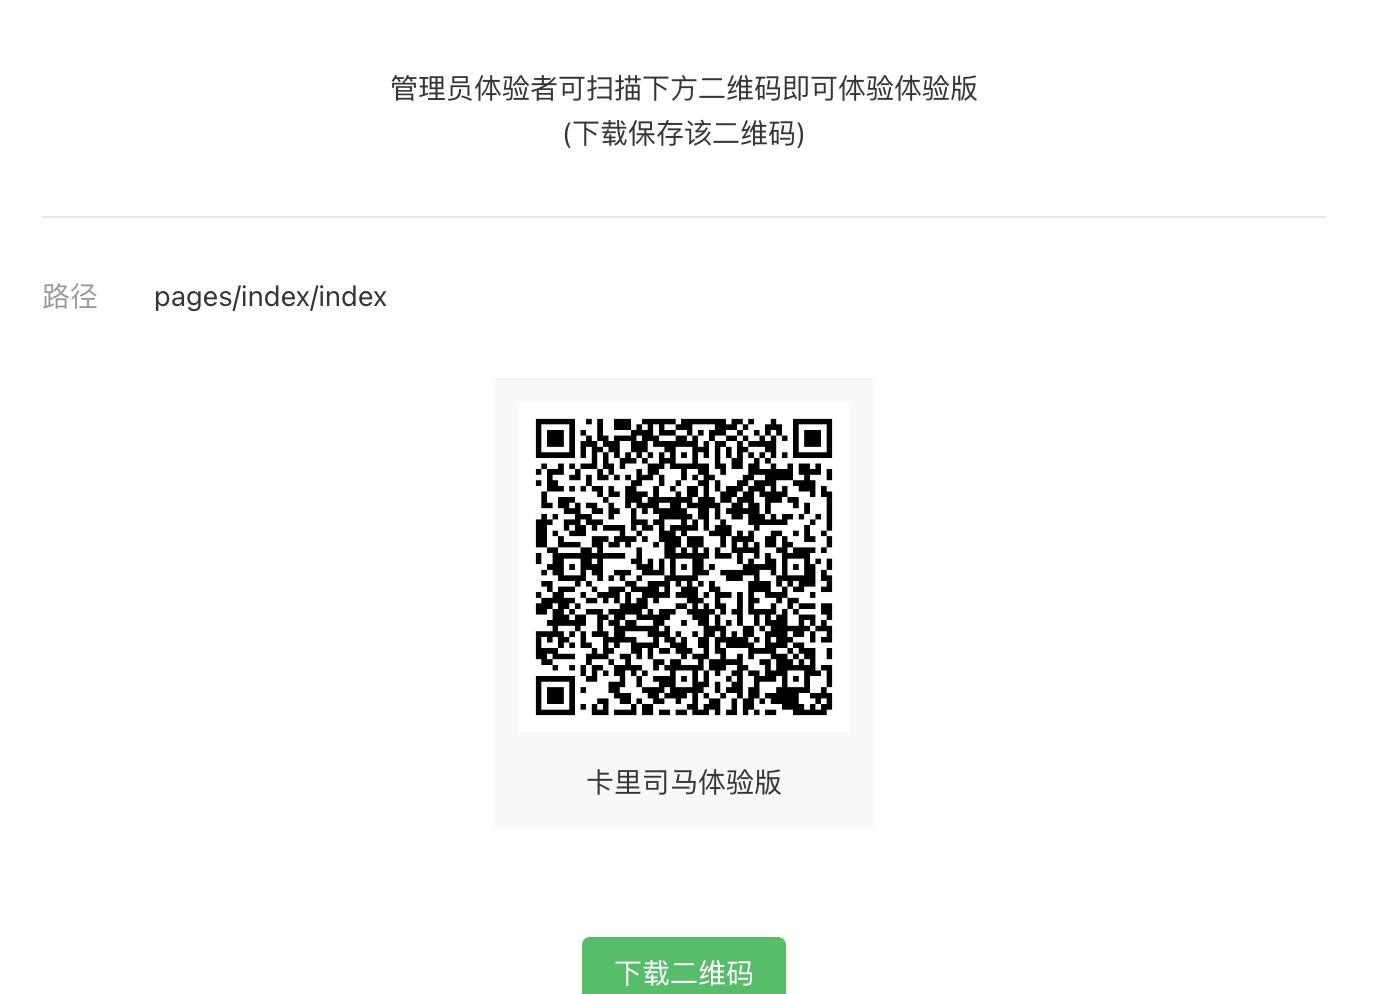 管理员体验者可扫描下方二维码即可体验体验版
(下载保存该二维码)
路径 pages/index/index
卡里司马体验版
下载二维码